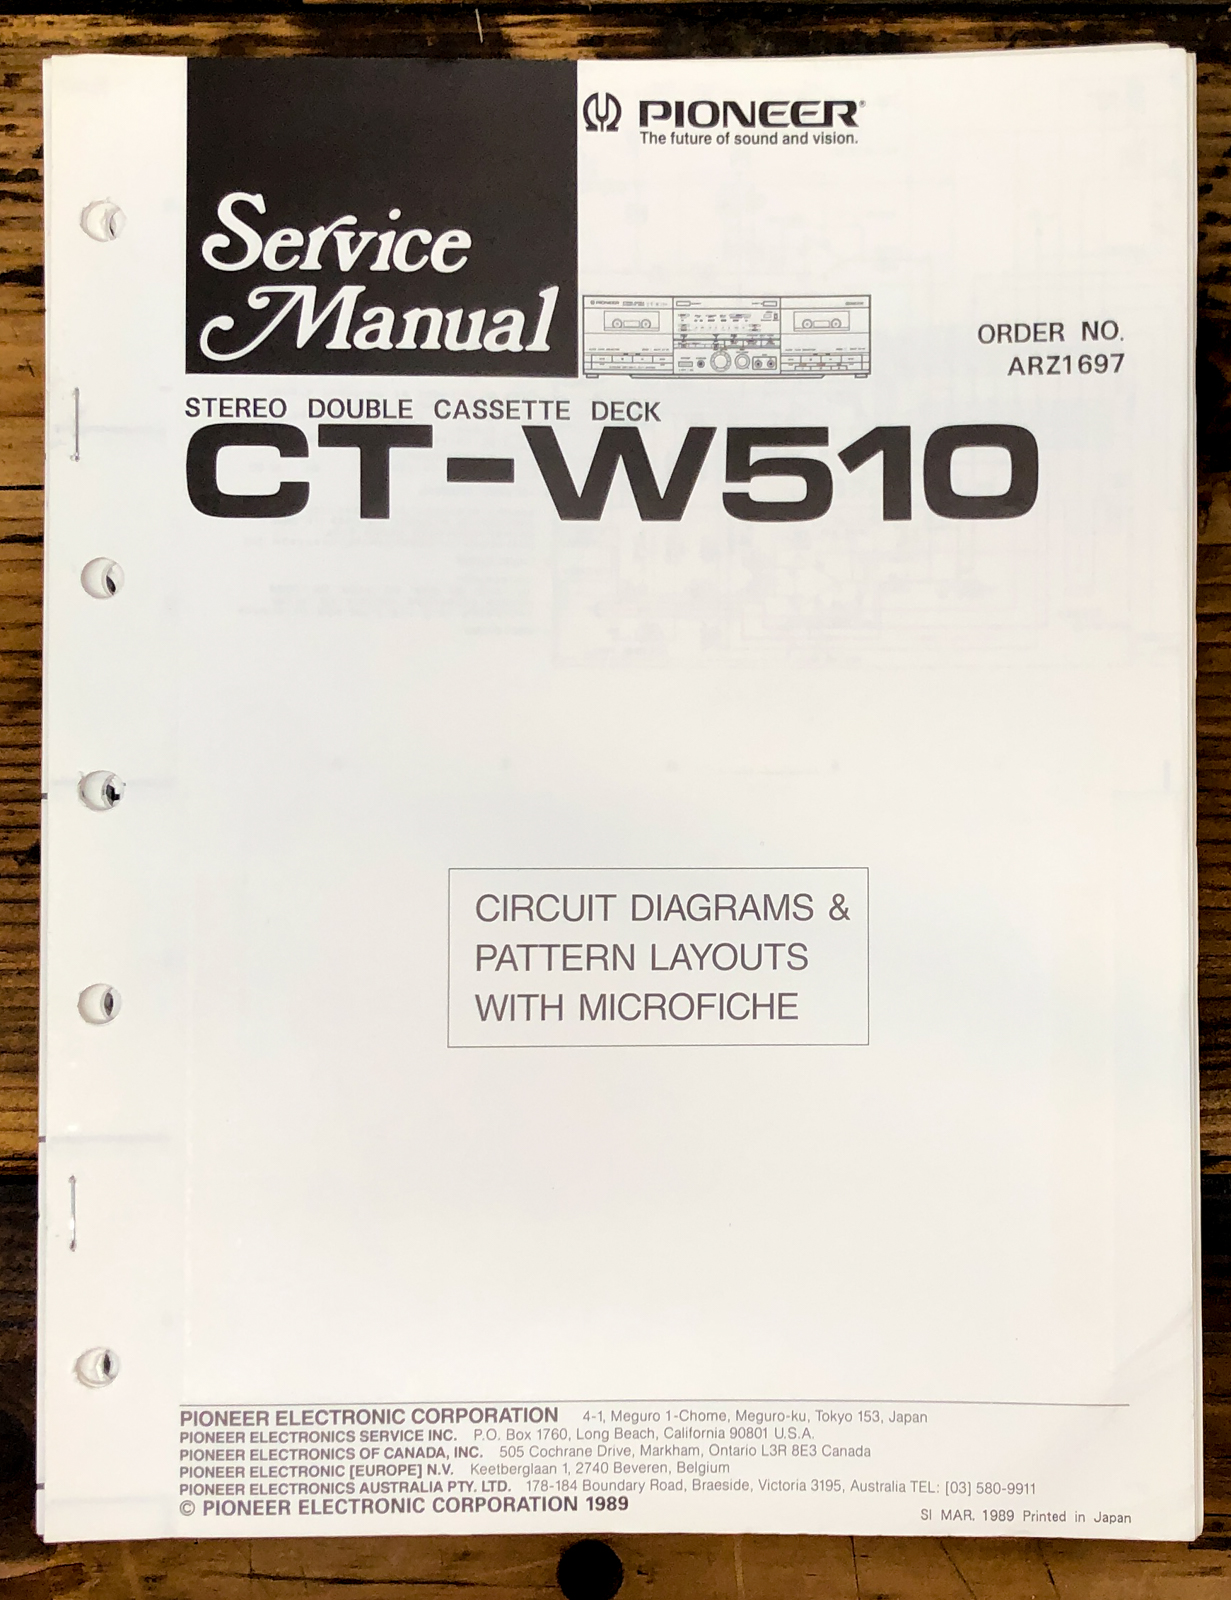 PIONEER®
The future of sound and vision.
Service
Manual
PIONEER
ORDER NO.
ARZ1697
STEREO DOUBLE CASSETTE DECK
CT-W510
CIRCUIT DIAGRAMS &
PATTERN LAYOUTS
WITH MICROFICHE
PIONEER ELECTRONIC CORPORATION 4-1, Meguro 1-Chome, Meguro-ku, Tokyo 153, Japan
PIONEER ELECTRONICS SERVICE INC. P.O. Box 1760, Long Beach, California 90801 U.S.A.
PIONEER ELECTRONICS OF CANADA, INC. 505 Cochrane Drive, Markham, Ontario L3R 8E3 Canada
PIONEER ELECTRONIC [EUROPE] N.V. Keetberglaan 1, 2740 Beveren, Belgium
PIONEER ELECTRONICS AUSTRALIA PTY. LTD. 178-184 Boundary Road, Braeside, Victoria 3195, Australia TEL: [03] 580-9911
© PIONEER ELECTRONIC CORPORATION 1989
SI MAR. 1989 Printed in Japan